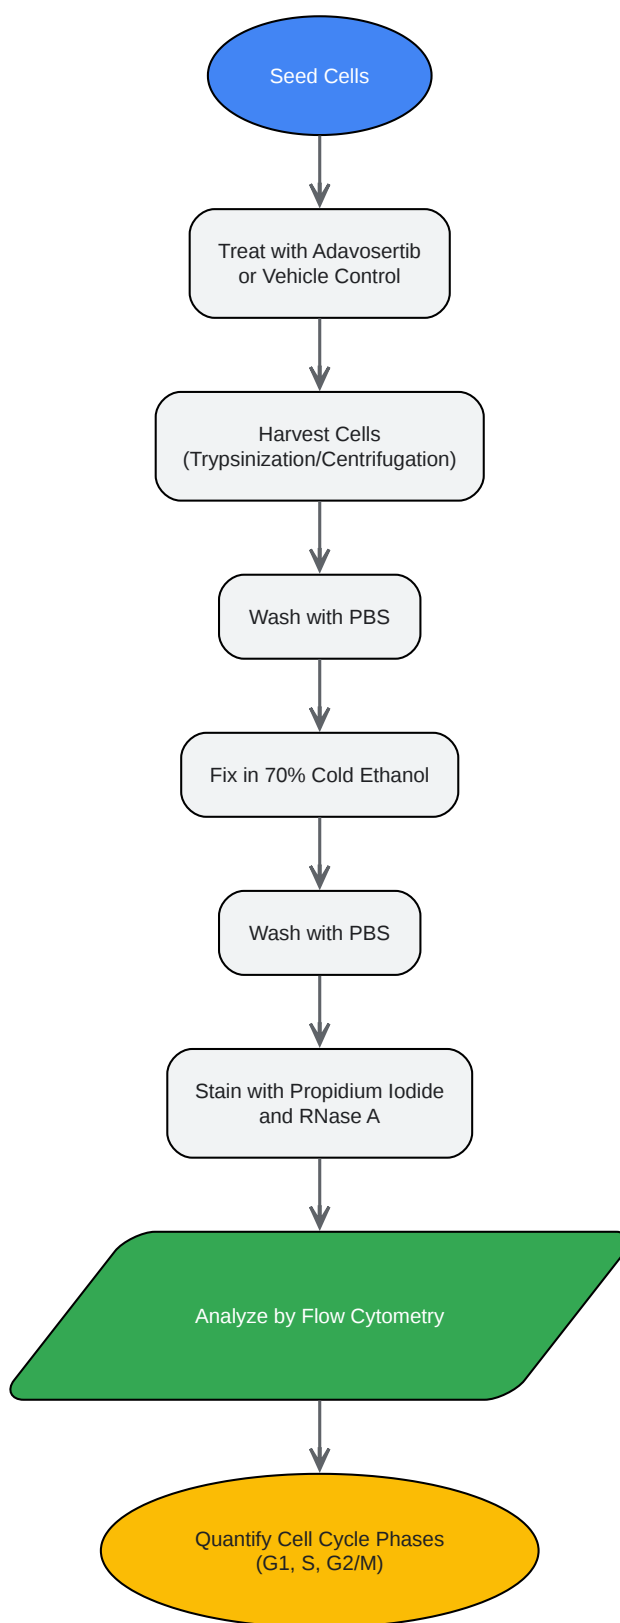 Seed Cells
Treat with Adavosertib
or Vehicle Control
Harvest Cells
(Trypsinization/Centrifugation)
Wash with PBS
Fix in 70% Cold Ethanol
Wash with PBS
Stain with Propidium Iodide
and RNase A
Analyze by Flow Cytometry
Quantify Cell Cycle Phases
(G1, S, G2/M)